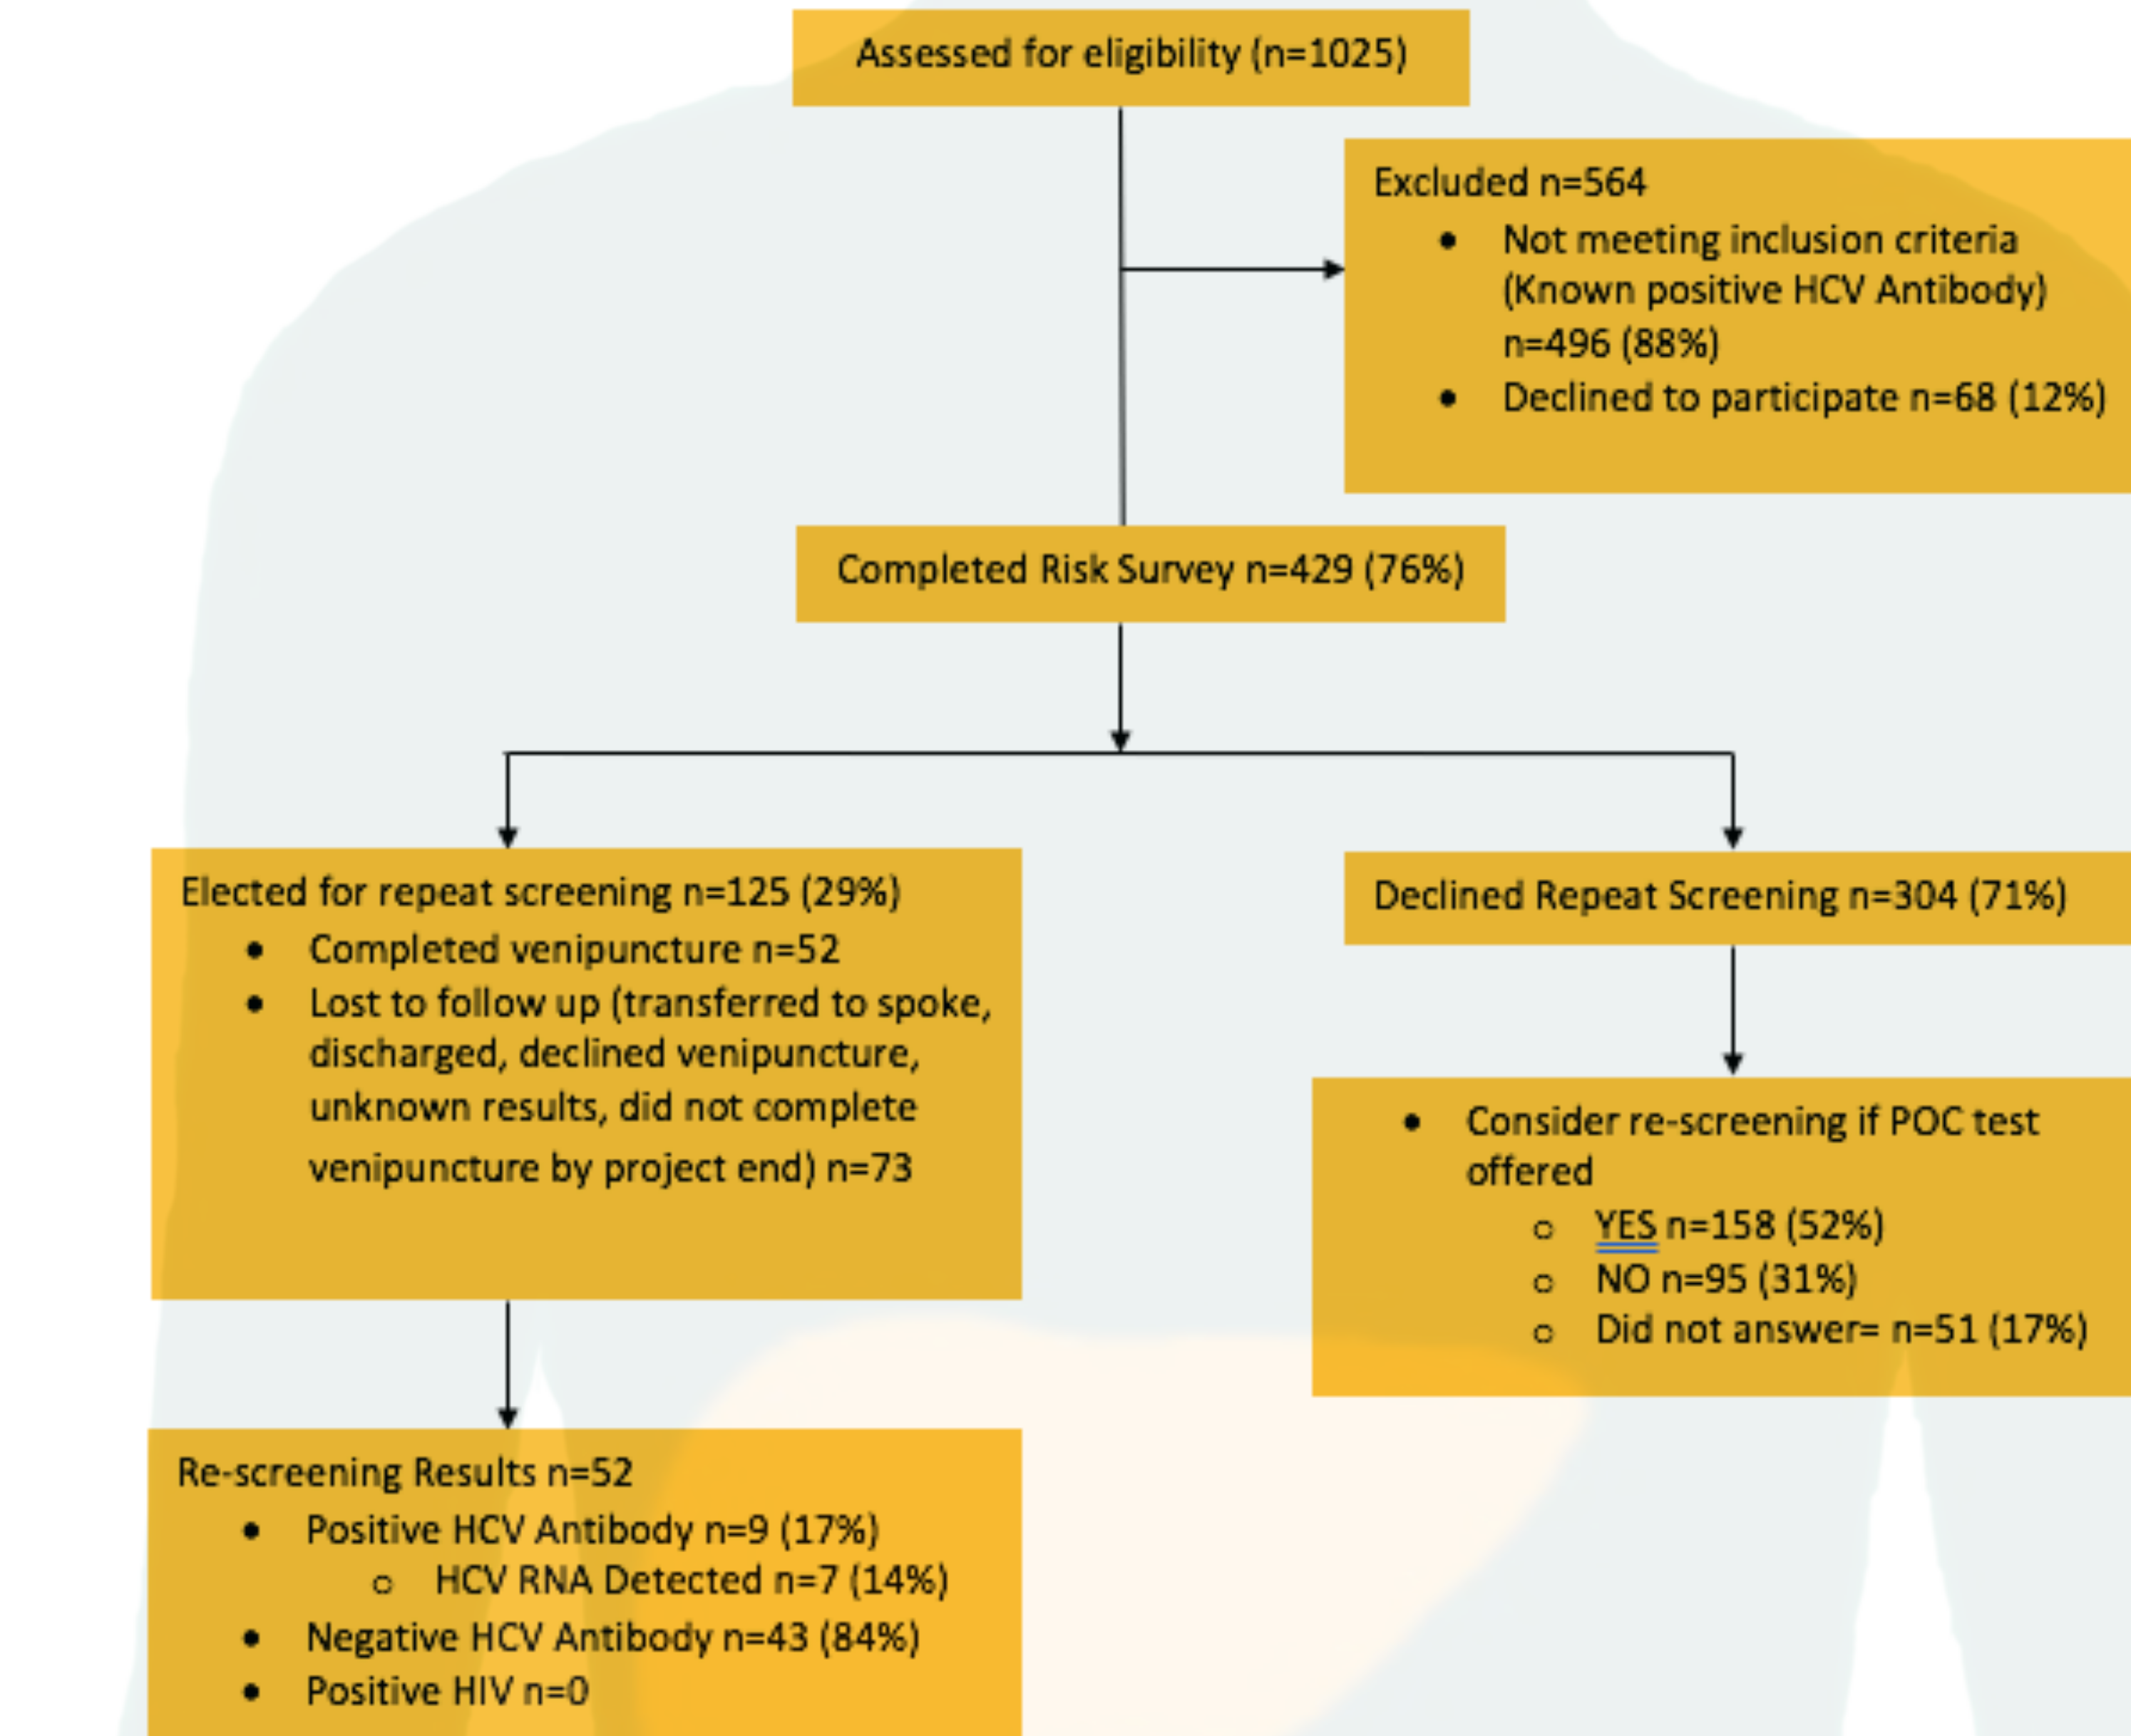 Assessed for eligibility (n=1025)
Excluded n=564
• Not meeting inclusion criteria
(Known positive HCV Antibody)
n=496 (88%)
• Declined to participate n=68 (12%)
Completed Risk Survey n=429 (76%)
Elected for repeat screening n=125 (29%)
• Completed venipuncture n=52
• Lost to follow up (transferred to spoke,
discharged, declined venipuncture,
unknown results, did not complete
venipuncture by project end) n=73
Declined Repeat Screening n=304 (71%)
• Consider re-screening if POC test
offered
o YES n=158 (52%)
o NO n=95 (31%)
o Did not answer= n=51 (17%)
Re-screening Results n=52
• Positive HCV Antibody n=9 (17%)
o HCV RNA Detected n=7 (14%)
• Negative HCV Antibody n=43 (84%)
• Positive HIV n=0